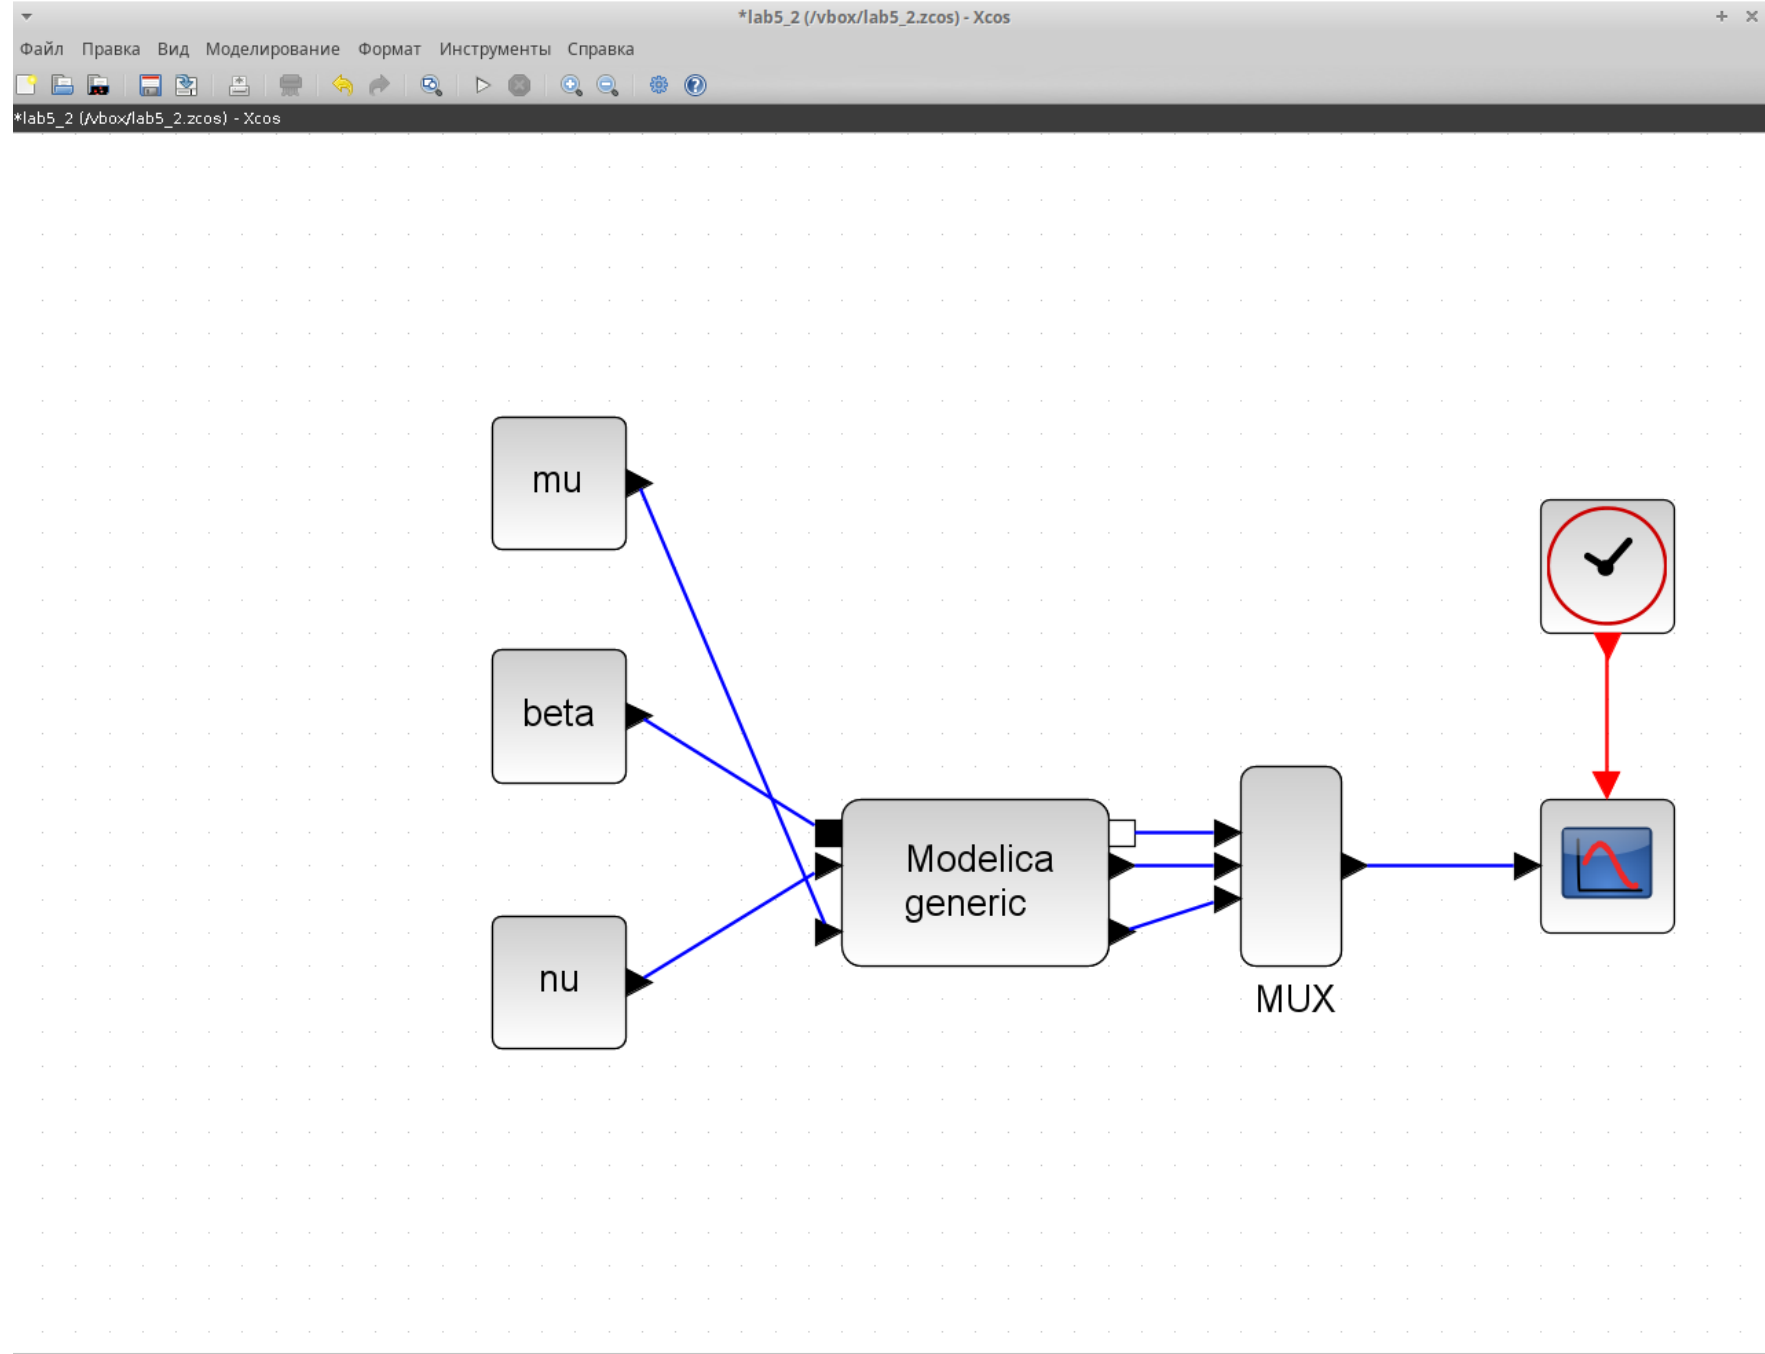 *lab5_2 (/vbox/lab5_2.zcos) - Xcos
Файл Правка Вид Моделирование Формат Инструменты Справка
*lab5_2 (/vbox/lab5_2.zcos) - Xcos
mu
beta
Modelica
generic
nu
MUX